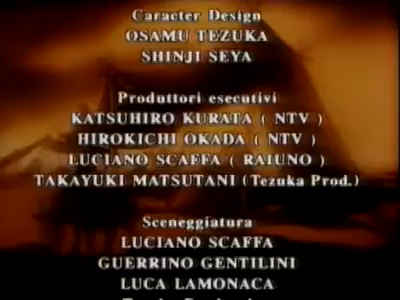 Caracter Design
OSAMU TEZUKA
SHINJI SEYA
Produttori esecutivi
KATSUHIRO KURATA ( NTV )
HIROKICHI OKADA ( NTV )
LUCIANO SCAFFA ( RAIUNO )
TAKAYUKI MATSUTANI (Tezuka Prod.)
Sceneggiatura
LUCIANO SCAFFA
GUERRINO GENTILINI
LUCA LAMONACA